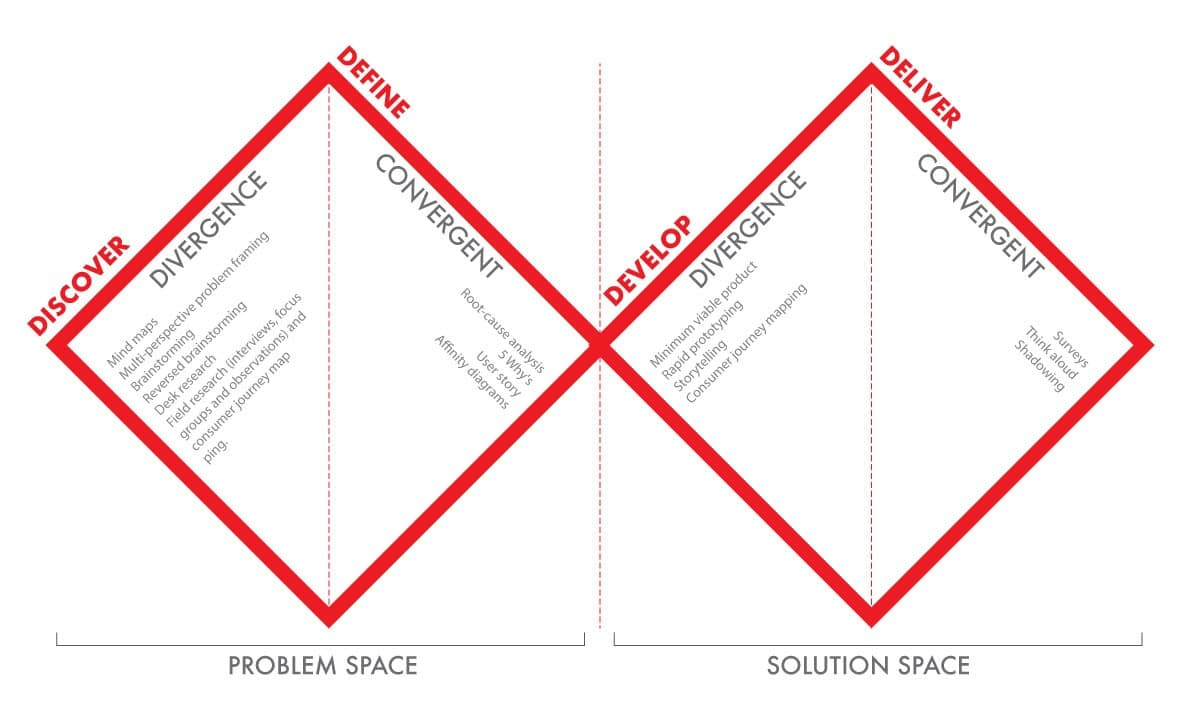 DISCOVER
DIVERGENCE
Mind maps
Multi-perspective problem framing
Brainstorming
Reversed brainstorming
Desk research
Field research (interviews, focus
groups and observations) and
consumer journey map
ping.
DEFINE
CONVERGENT
Root-cause analysis
5 Why's
User story
Affinity diagrams
DEVELOP
DIVERGENCE
Minimum viable product
Rapid prototyping
Storytelling
Consumer journey mapping
DELIVER
CONVERGENT
Surveys
Think aloud
Shadowing
PROBLEM SPACE
SOLUTION SPACE